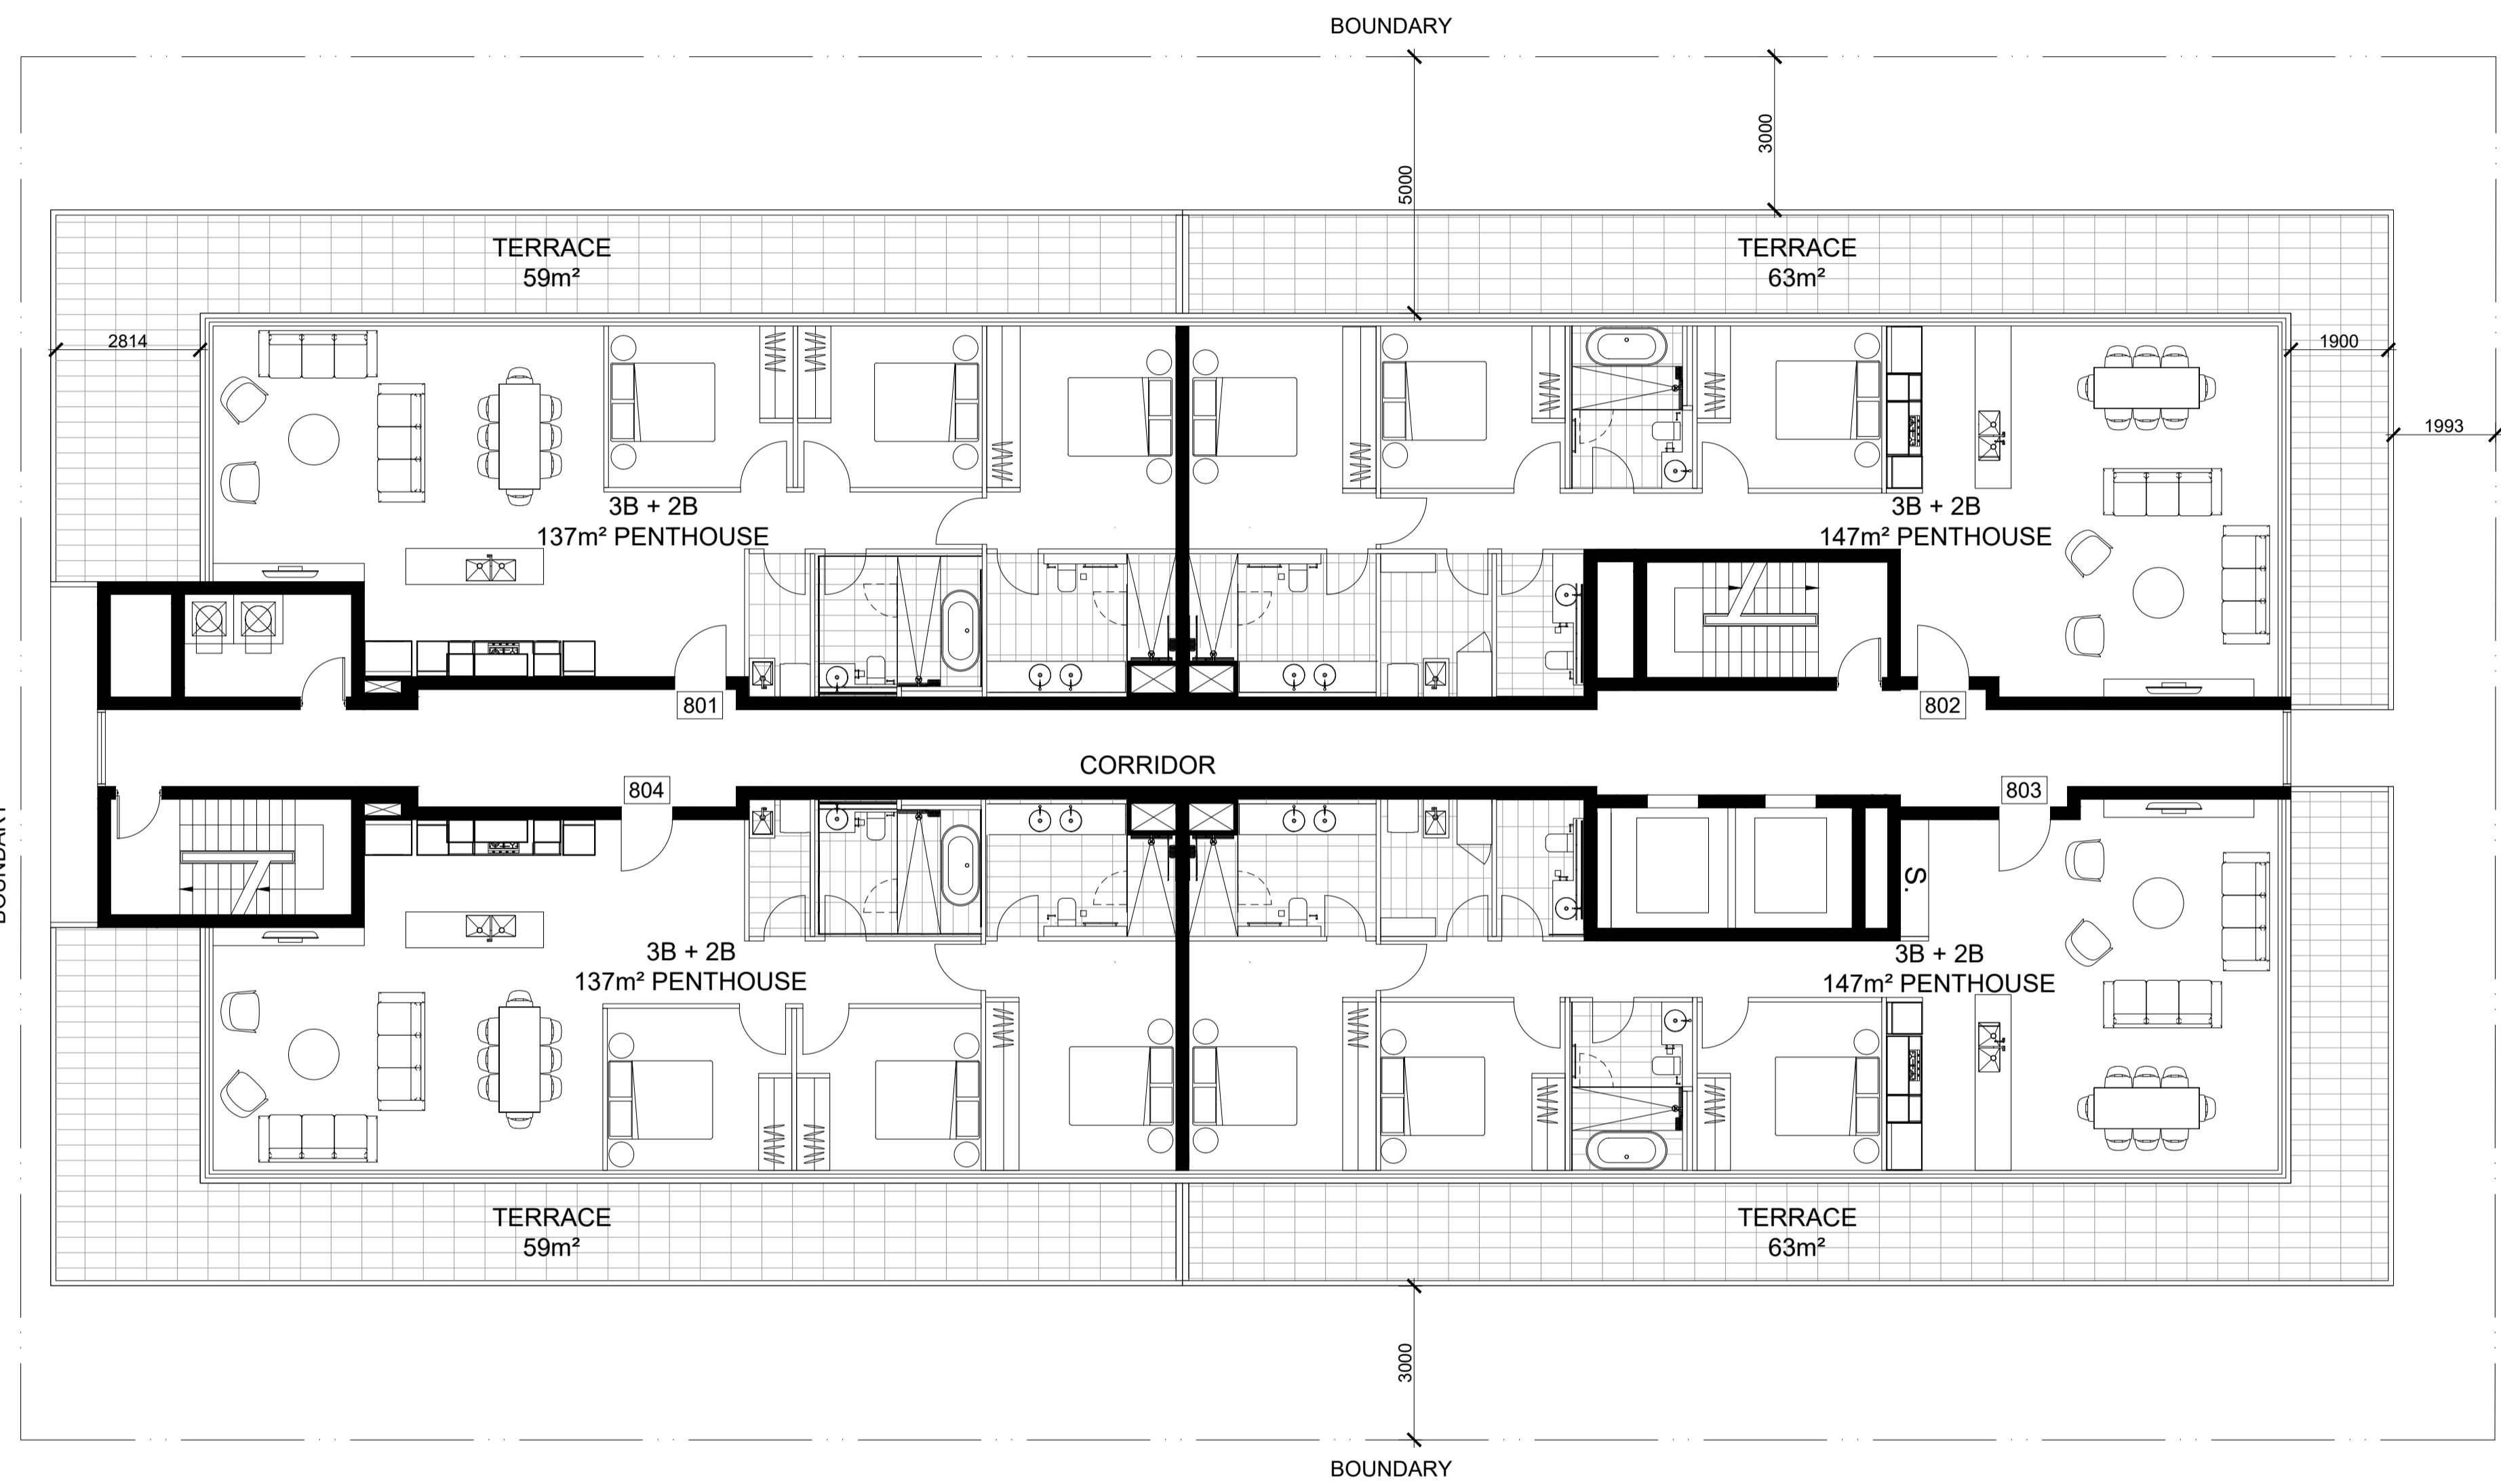 BOUNDARY
3000
5000
TERRACE
59m²
TERRACE
63m²
2814
1900
1993
3B + 2B
137m² PENTHOUSE
3B + 2B
147m² PENTHOUSE
801
802
CORRIDOR
804
803
BOUNDARY
S.
3B + 2B
137m² PENTHOUSE
3B + 2B
147m² PENTHOUSE
TERRACE
59m²
TERRACE
63m²
3000
BOUNDARY